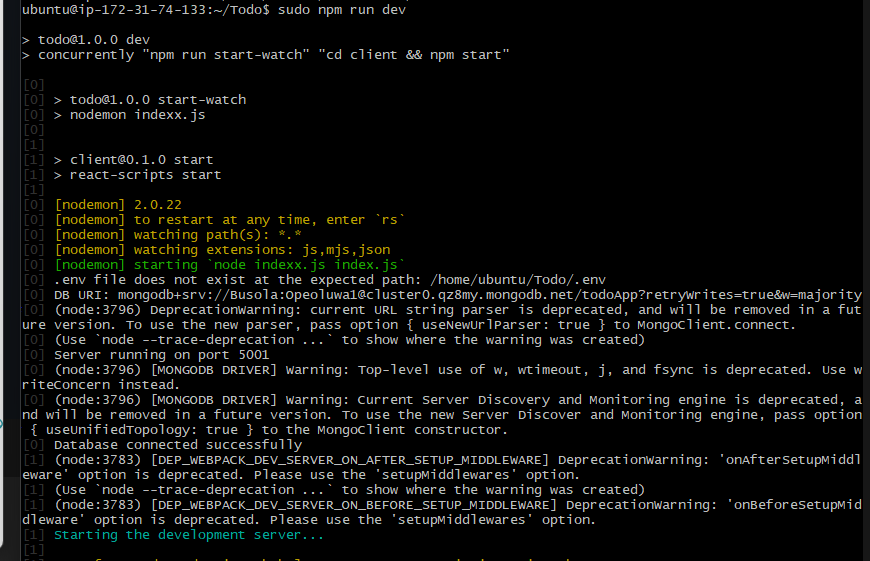 ubuntu@ip-172-31-74-133:~/Todo$ sudo npm run dev
> todo@1.0.0 dev
> concurrently "npm run start-watch" "cd client && npm start"
[0]
[0] > todo@1.0.0 start-watch
[0] > nodemon indexx.js
[0]
[1]
[1] > client@0.1.0 start
[1] > react-scripts start
[1]
[0] [nodemon] 2.0.22
[0] [nodemon] to restart at any time, enter `rs`
[0] [nodemon] watching path(s): *.*
[0] [nodemon] watching extensions: js,mjs,json
[0] [nodemon] starting `node indexx.js index.js`
[0] .env file does not exist at the expected path: /home/ubuntu/Todo/.env
[0] DB URI: mongodb+srv://Busola:Opeoluwa1@cluster0.qz8my.mongodb.net/todoApp?retryWrites=true&w=majority
[0] (node:3796) DeprecationWarning: current URL string parser is deprecated, and will be removed in a fut
ure version. To use the new parser, pass option { useNewUrlParser: true } to MongoClient.connect.
[0] (Use `node --trace-deprecation ...` to show where the warning was created)
[0] Server running on port 5001
[0] (node:3796) [MONGODB DRIVER] Warning: Top-level use of w, wtimeout, j, and fsync is deprecated. Use w
riteConcern instead.
[0] (node:3796) [MONGODB DRIVER] Warning: Current Server Discovery and Monitoring engine is deprecated, a
nd will be removed in a future version. To use the new Server Discover and Monitoring engine, pass option
{ useUnifiedTopology: true } to the MongoClient constructor.
[0] Database connected successfully
[1] (node:3783) [DEP_WEBPACK_DEV_SERVER_ON_AFTER_SETUP_MIDDLEWARE] DeprecationWarning: 'onAfterSetupMiddl
eware' option is deprecated. Please use the 'setupMiddlewares' option.
[1] (Use `node --trace-deprecation ...` to show where the warning was created)
[1] (node:3783) [DEP_WEBPACK_DEV_SERVER_ON_BEFORE_SETUP_MIDDLEWARE] DeprecationWarning: 'onBeforeSetupMid
dleware' option is deprecated. Please use the 'setupMiddlewares' option.
[1] Starting the development server...
[1]